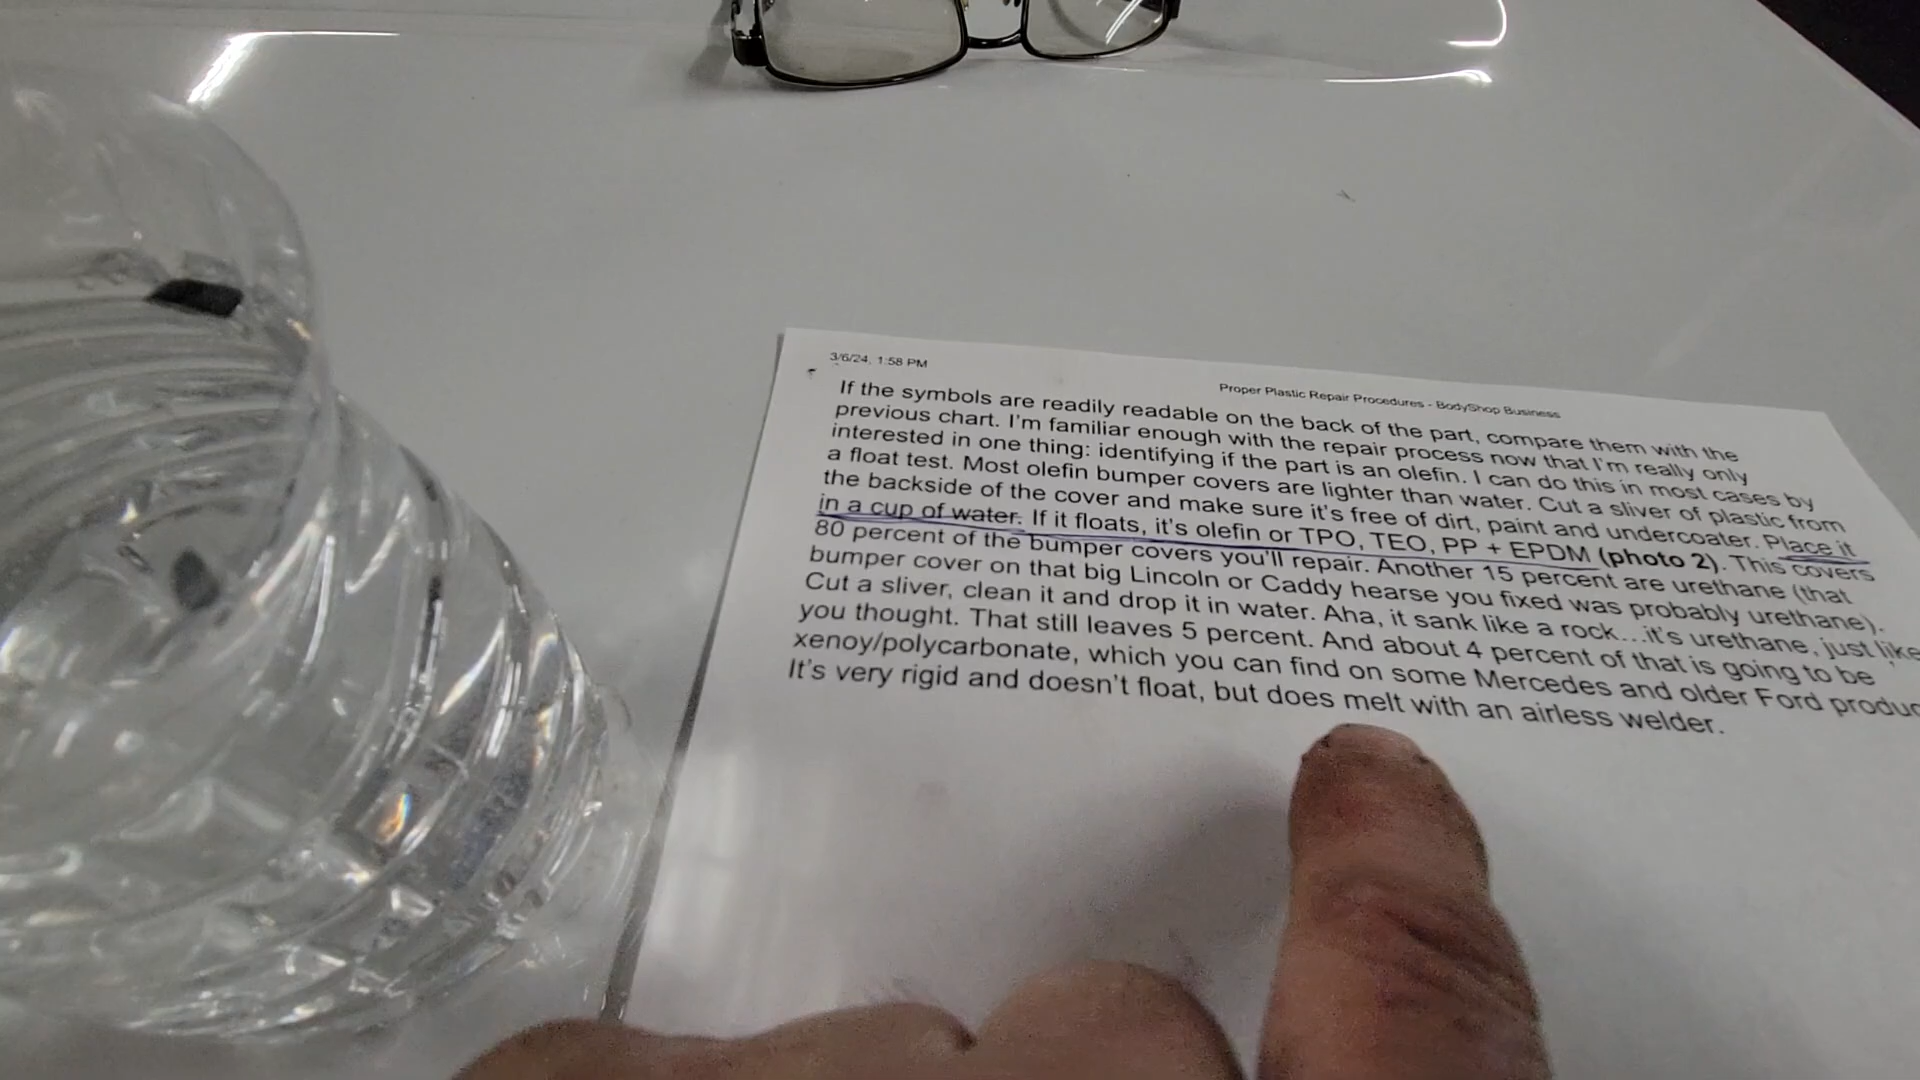 3/6/24, 1:58 PM
Proper Plastic Repair Procedures - BodyShop Business
If the symbols are readily readable on the back of the part, compare them with the
previous chart. I'm familiar enough with the repair process now that I'm really only
interested in one thing: identifying if the part is an olefin. I can do this in most cases by
a float test. Most olefin bumper covers are lighter than water. Cut a sliver of plastic from
the backside of the cover and make sure it's free of dirt, paint and undercoater. Place it
in a cup of water. If it floats, it's olefin or TPO, TEO, PP + EPDM (photo 2). This covers
80 percent of the bumper covers you'll repair. Another 15 percent are urethane (that
bumper cover on that big Lincoln or Caddy hearse you fixed was probably urethane).
Cut a sliver, clean it and drop it in water. Aha, it sank like a rock...it's urethane, just like
you thought. That still leaves 5 percent. And about 4 percent of that is going to be
xenoy/polycarbonate, which you can find on some Mercedes and older Ford produc
It's very rigid and doesn't float, but does melt with an airless welder.